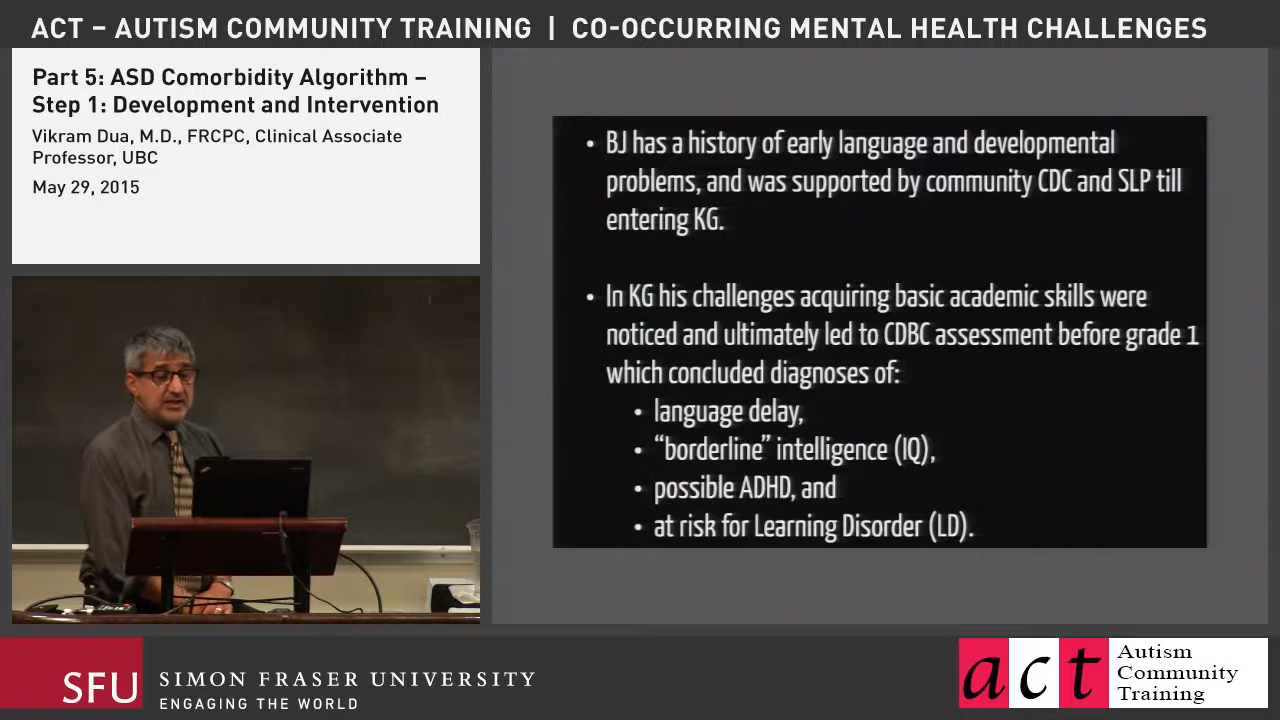 ACT – AUTISM COMMUNITY TRAINING | CO-OCCURRING MENTAL HEALTH CHALLENGES
Part 5: ASD Comorbidity Algorithm –
Step 1: Development and Intervention
Vikram Dua, M.D., FRCPC, Clinical Associate
Professor, UBC
May 29, 2015
• BJ has a history of early language and developmental
problems, and was supported by community CDC and SLP till
entering KG.
• In KG his challenges acquiring basic academic skills were
noticed and ultimately led to CDBC assessment before grade 1
which concluded diagnoses of:
• language delay,
• “borderline” intelligence (IQ),
• possible ADHD, and
• at risk for Learning Disorder (LD).
SFU
SIMON FRASER UNIVERSITY
ENGAGING THE WORLD
act
Autism
Community
Training